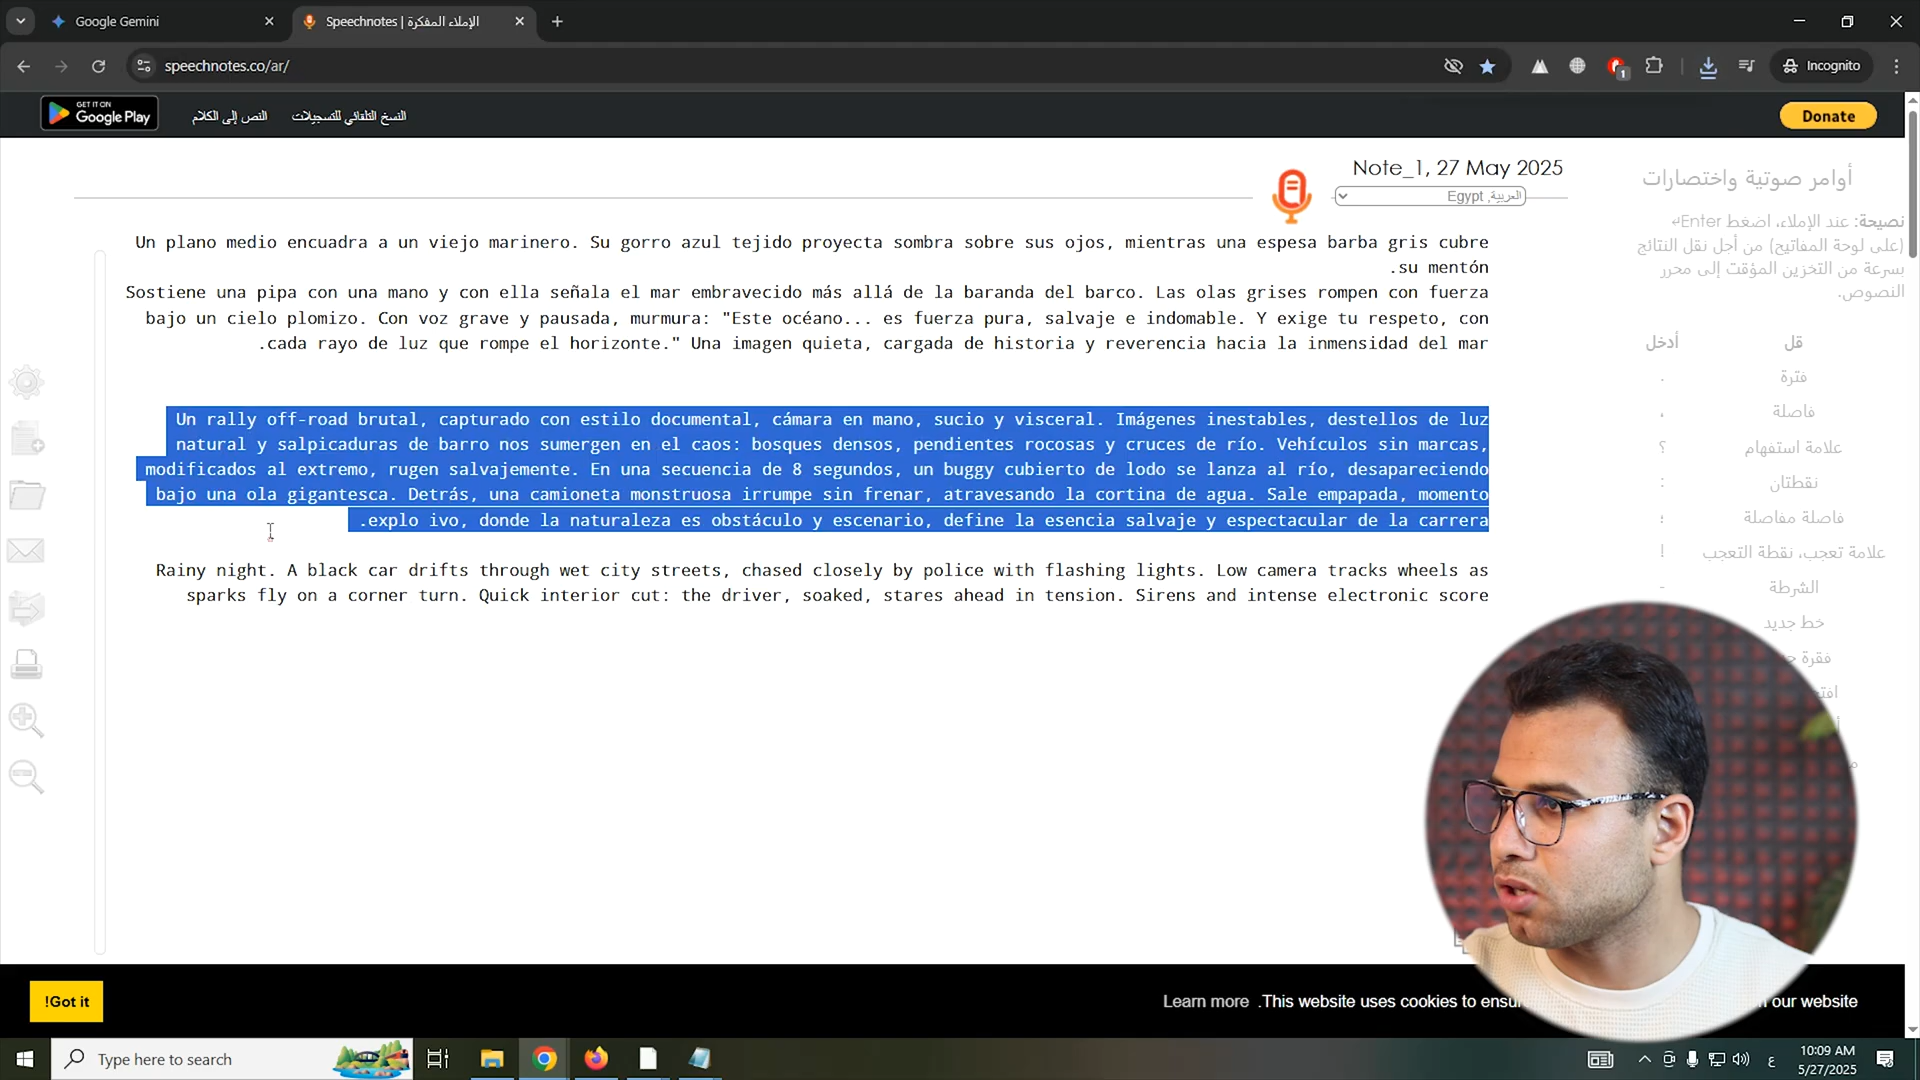 Google Gemini
Speechnotes | الإملاء المفكرة
speechnotes.co/ar/
1
Incognito
GET IT ON
Google Play
النص إلى الكلام
النسخ التلقائي للتسجيلات
Donate
Note_1, 27 May 2025
العربية, Egypt
Un plano medio encuadra a un viejo marinero. Su gorro azul tejido proyecta sombra sobre sus ojos, mientras una espesa barba gris cubre
.su mentón
Sostiene una pipa con una mano y con ella señala el mar embravecido más allá de la baranda del barco. Las olas grises rompen con fuerza
bajo un cielo plomizo. Con voz grave y pausada, murmura: "Este océano... es fuerza pura, salvaje e indomable. Y exige tu respeto, con
.cada rayo de luz que rompe el horizonte." Una imagen quieta, cargada de historia y reverencia hacia la inmensidad del mar
Un rally off-road brutal, capturado con estilo documental, cámara en mano, sucio y visceral. Imágenes inestables, destellos de luz
natural y salpicaduras de barro nos sumergen en el caos: bosques densos, pendientes rocosas y cruces de río. Vehículos sin marcas,
modificados al extremo, rugen salvajemente. En una secuencia de 8 segundos, un buggy cubierto de lodo se lanza al río, desapareciendo
bajo una ola gigantesca. Detrás, una camioneta monstruosa irrumpe sin frenar, atravesando la cortina de agua. Sale empapada, momento
.explo ivo, donde la naturaleza es obstáculo y escenario, define la esencia salvaje y espectacular de la carrera
Rainy night. A black car drifts through wet city streets, chased closely by police with flashing lights. Low camera tracks wheels as
sparks fly on a corner turn. Quick interior cut: the driver, soaked, stares ahead in tension. Sirens and intense electronic score
أوامر صوتية واختصارات
نصيحة: عند الإملاء، اضغط Enter↵
(على لوحة المفاتيح) من أجل نقل النتائج
بسرعة من التخزين المؤقت إلى محرر
النصوص.
قل أدخل
فترة .
فاصلة ،
علامة استفهام ؟
نقطتان :
فاصلة مفاصلة ؛
علامة تعجب، نقطة التعجب !
الشرطة -
خط جديد
فقرة
!Got it
Learn more .This website uses cookies to ensu
our website
Type here to search
ع
10:09 AM
5/27/2025